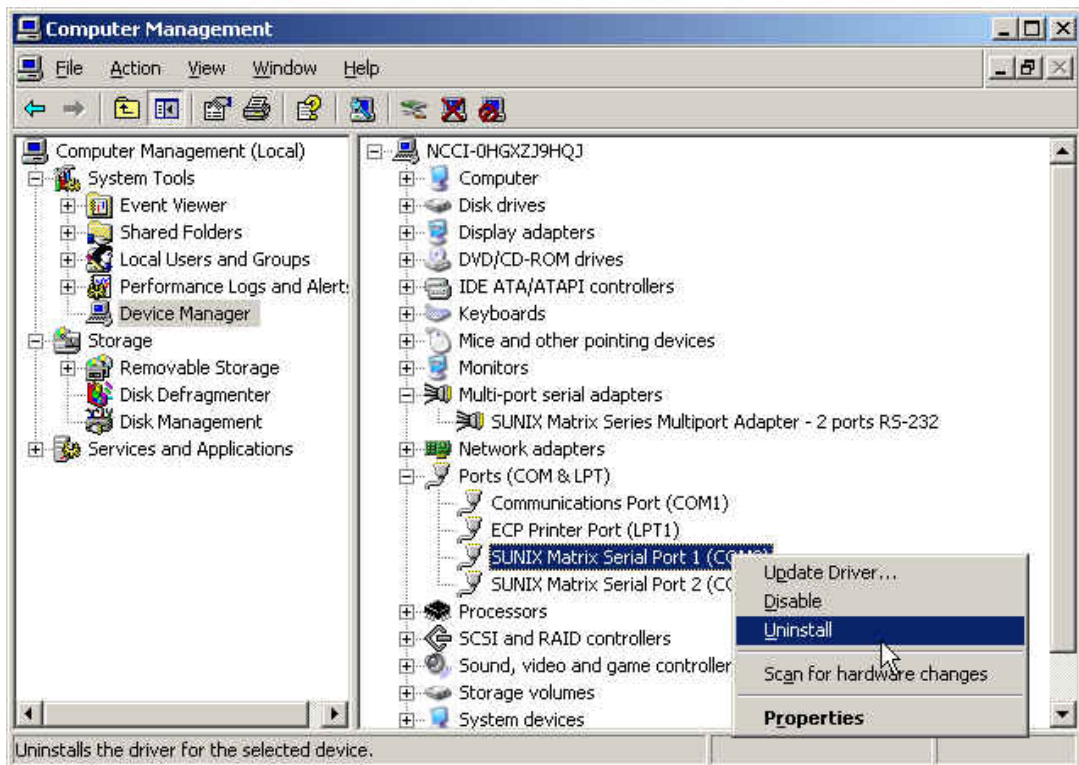 Computer Management
File Action View Window Help
Computer Management (Local)
System Tools
Event Viewer
Shared Folders
Local Users and Groups
Performance Logs and Alert
Device Manager
Storage
Removable Storage
Disk Defragmenter
Disk Management
Services and Applications
NCCI-0HGXZJ9HQJ
Computer
Disk drives
Display adapters
DVD/CD-ROM drives
IDE ATA/ATAPI controllers
Keyboards
Mice and other pointing devices
Monitors
Multi-port serial adapters
SUNIX Matrix Series Multiport Adapter - 2 ports RS-232
Network adapters
Ports (COM & LPT)
Communications Port (COM1)
ECP Printer Port (LPT1)
SUNIX Matrix Serial Port 1
SUNIX Matrix Serial Port 2
Processors
SCSI and RAID controllers
Sound, video and game controller
Storage volumes
System devices
Update Driver...
Disable
Uninstall
Scan for hardware changes
Properties
Uninstalls the driver for the selected device.